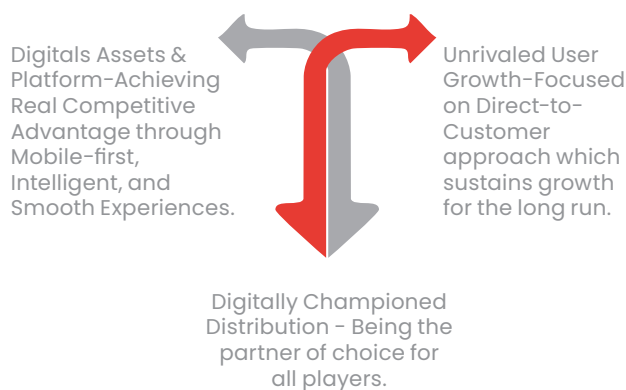 Digitals Assets &
Platform-Achieving
Real Competitive
Advantage through
Mobile-first,
Intelligent, and
Smooth Experiences.
Unrivaled User
Growth-Focused
on Direct-to-
Customer
approach which
sustains growth
for the long run.
Digitally Championed
Distribution - Being the
partner of choice for
all players.